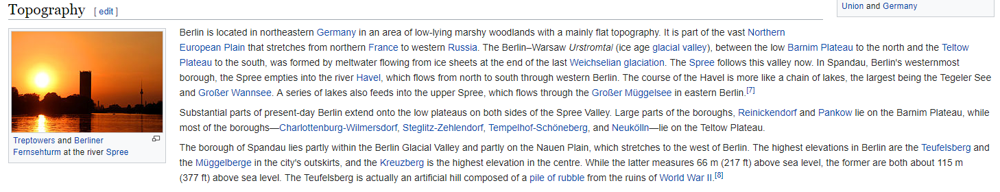 Topography [ edit ]
Union and Germany
Berlin is located in northeastern Germany in an area of low-lying marshy woodlands with a mainly flat topography. It is part of the vast Northern
European Plain that stretches from northern France to western Russia. The Berlin–Warsaw Urstromtal (ice age glacial valley), between the low Barnim Plateau to the north and the Teltow
Plateau to the south, was formed by meltwater flowing from ice sheets at the end of the last Weichselian glaciation. The Spree follows this valley now. In Spandau, Berlin's westernmost
borough, the Spree empties into the river Havel, which flows from north to south through western Berlin. The course of the Havel is more like a chain of lakes, the largest being the Tegeler See
and Großer Wannsee. A series of lakes also feeds into the upper Spree, which flows through the Großer Müggelsee in eastern Berlin.[7]
Substantial parts of present-day Berlin extend onto the low plateaus on both sides of the Spree Valley. Large parts of the boroughs, Reinickendorf and Pankow lie on the Barnim Plateau, while
most of the boroughs—Charlottenburg-Wilmersdorf, Steglitz-Zehlendorf, Tempelhof-Schöneberg, and Neukölln—lie on the Teltow Plateau.
The borough of Spandau lies partly within the Berlin Glacial Valley and partly on the Nauen Plain, which stretches to the west of Berlin. The highest elevations in Berlin are the Teufelsberg and
the Müggelberge in the city's outskirts, and the Kreuzberg is the highest elevation in the centre. While the latter measures 66 m (217 ft) above sea level, the former are both about 115 m
(377 ft) above sea level. The Teufelsberg is actually an artificial hill composed of a pile of rubble from the ruins of World War II.[8]
Treptowers and Berliner
Fernsehturm at the river Spree